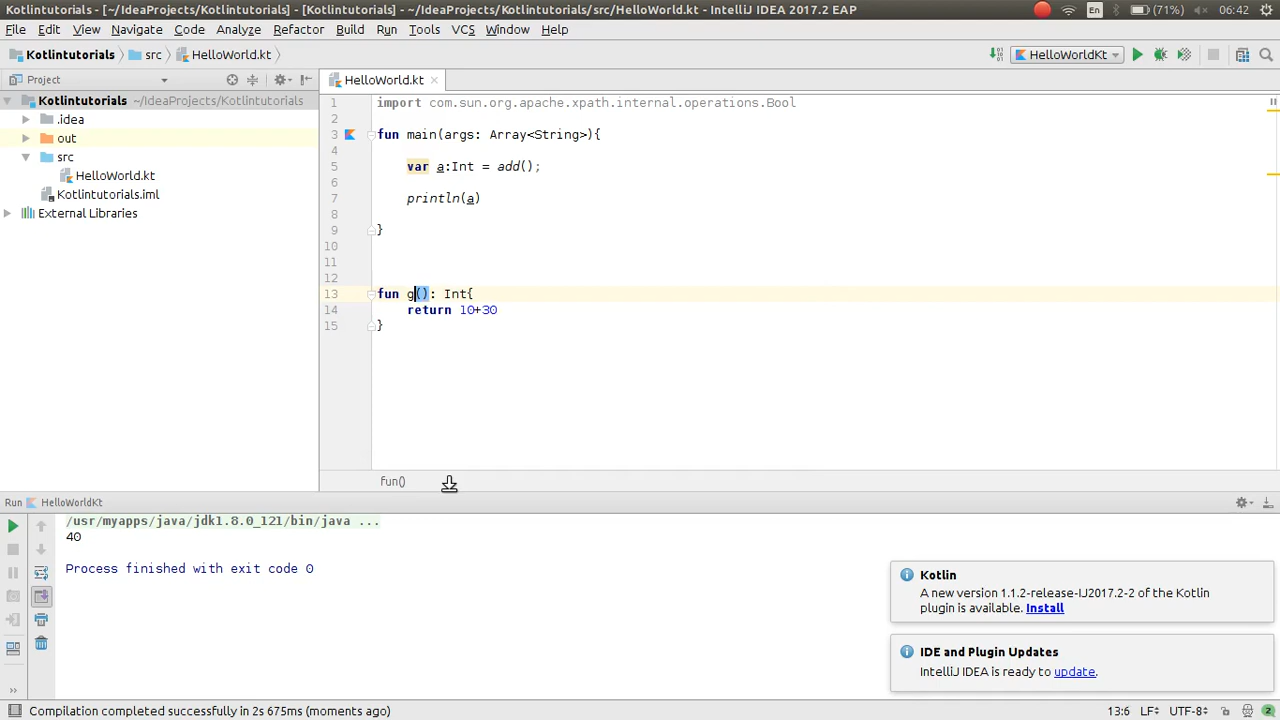 Kotlintutorials - [~/IdeaProjects/Kotlintutorials] - [Kotlintutorials] - ~/IdeaProjects/Kotlintutorials/src/HelloWorld.kt - IntelliJ IDEA 2017.2 EAP
En (71%) 06:42
File Edit View Navigate Code Analyze Refactor Build Run Tools VCS Window Help
Kotlintutorials src HelloWorld.kt HelloWorldKt
Project HelloWorld.kt
Kotlintutorials ~/IdeaProjects/Kotlintutorials
.idea
out
src
HelloWorld.kt
Kotlintutorials.iml
External Libraries
1 import com.sun.org.apache.xpath.internal.operations.Bool
2
3 fun main(args: Array<String>){
4
5 var a:Int = add();
6
7 println(a)
8
9 }
10
11
12
13 fun g(): Int{
14 return 10+30
15 }
fun()
Run HelloWorldKt
/usr/myapps/java/jdk1.8.0_121/bin/java ...
40
Process finished with exit code 0
Kotlin
A new version 1.1.2-release-IJ2017.2-2 of the Kotlin
plugin is available. Install
IDE and Plugin Updates
IntelliJ IDEA is ready to update.
Compilation completed successfully in 2s 675ms (moments ago) 13:6 LF UTF-8 2